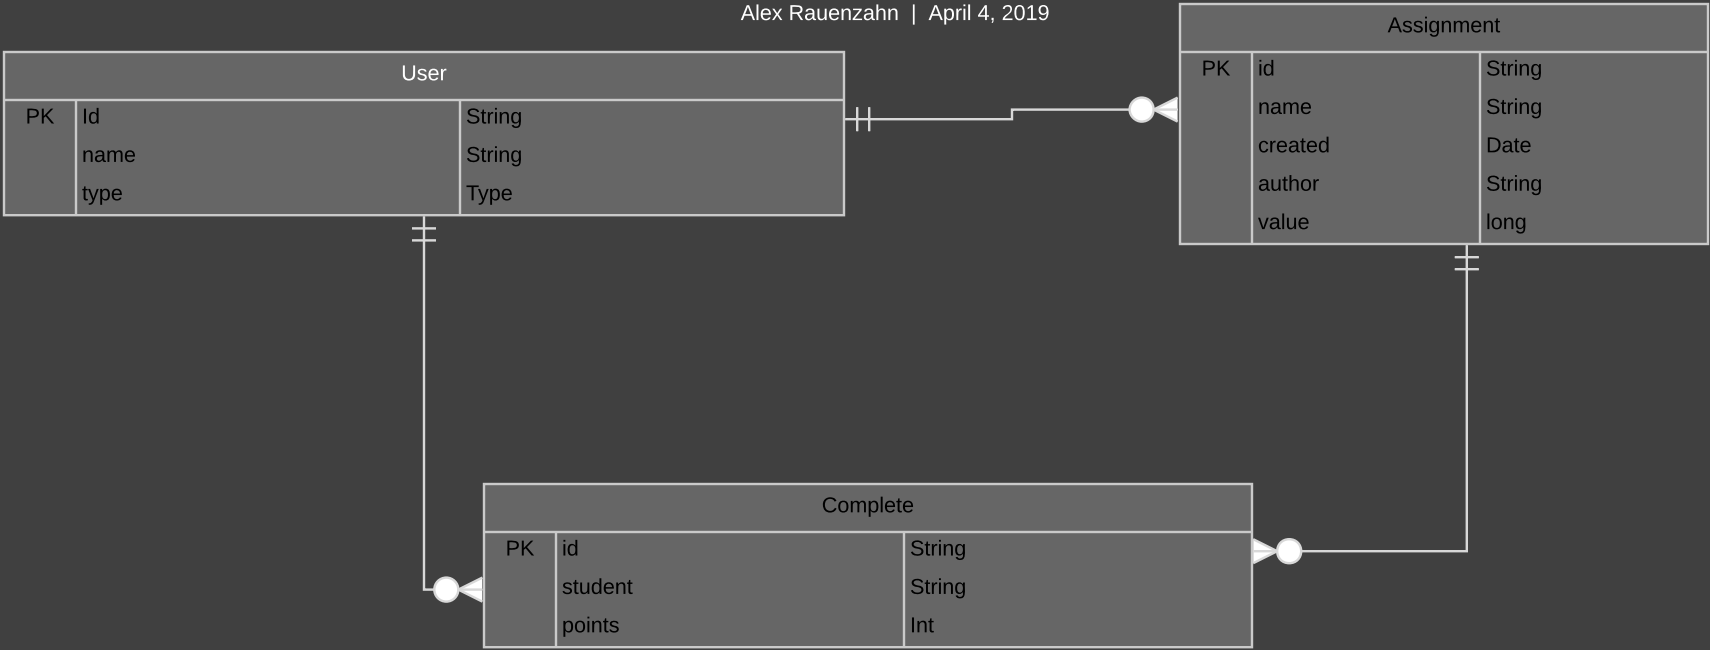 Alex Rauenzahn | April 4, 2019
User
PK Id String
name String
type Type
Assignment
PK id String
name String
created Date
author String
value long
Complete
PK id String
student String
points Int